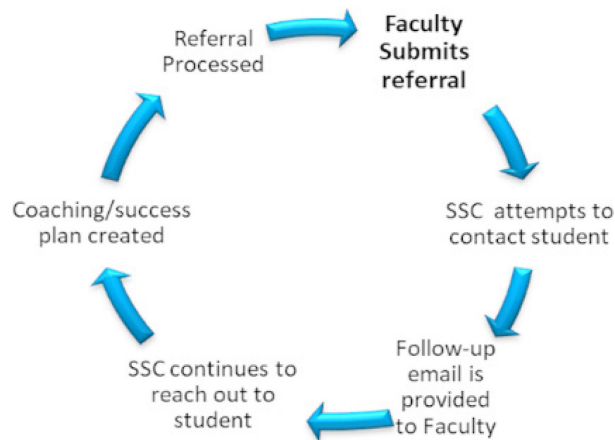 Faculty
Submits
referral
SSC attempts to
contact student
Follow-up
email is
provided
to Faculty
SSC continues to
reach out to
student
Coaching/success
plan created
Referral
Processed